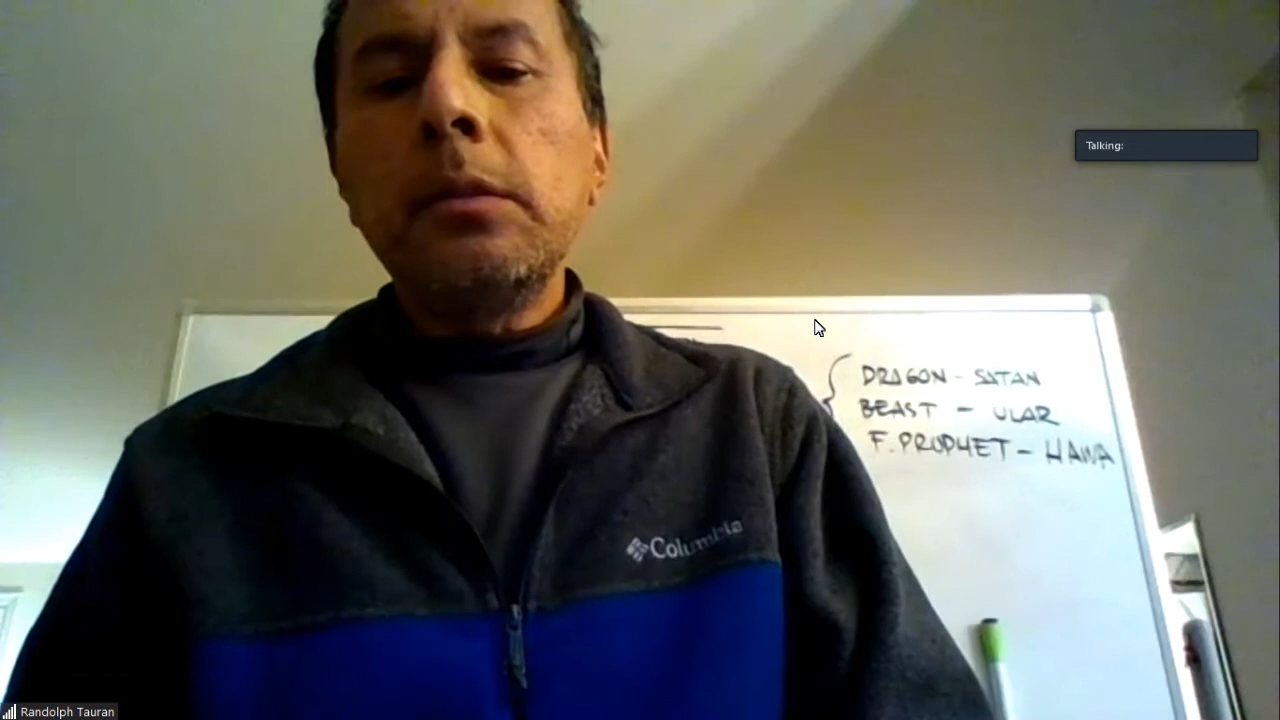 Talking:
DRAGON - SATAN
BEAST - ULAR
F. PROPHET - HAWA
Columbia
Randolph Tauran